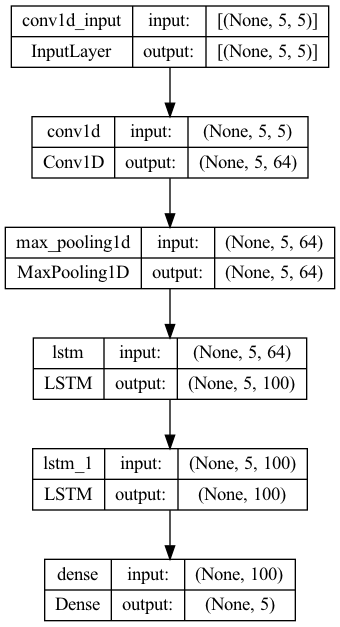 conv1d_input input: [(None, 5, 5)]
InputLayer output: [(None, 5, 5)]
conv1d input: (None, 5, 5)
Conv1D output: (None, 5, 64)
max_pooling1d input: (None, 5, 64)
MaxPooling1D output: (None, 5, 64)
lstm input: (None, 5, 64)
LSTM output: (None, 5, 100)
lstm_1 input: (None, 5, 100)
LSTM output: (None, 100)
dense input: (None, 100)
Dense output: (None, 5)